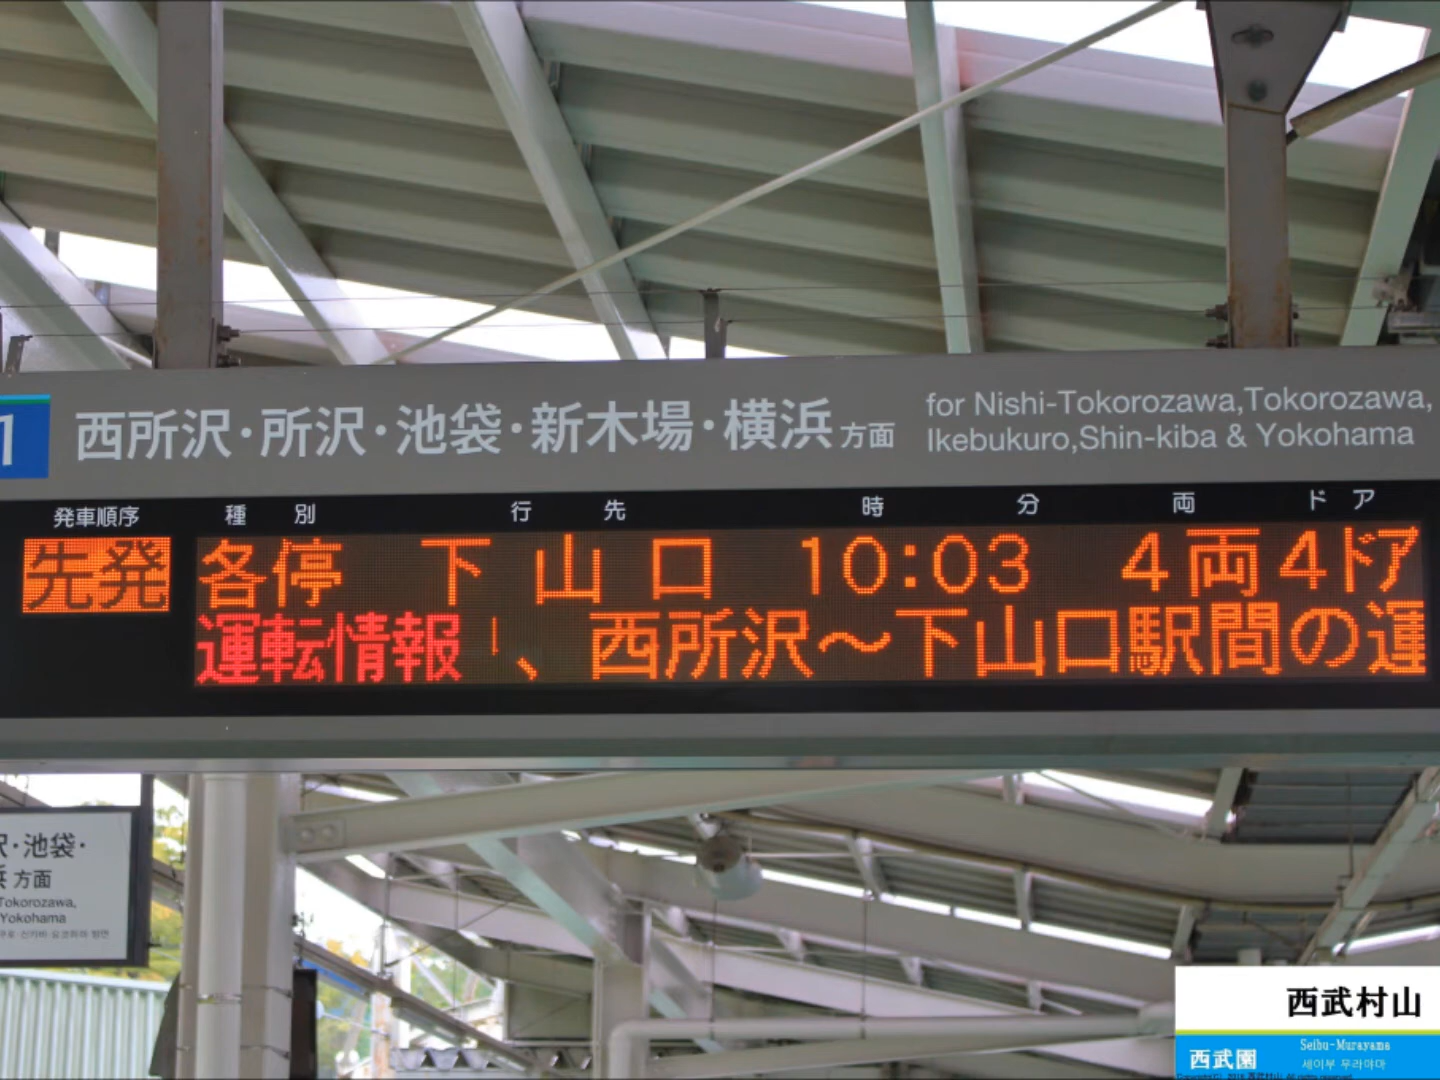 1 西所沢・所沢・池袋・新木場・横浜方面
for Nishi-Tokorozawa,Tokorozawa,
Ikebukuro,Shin-kiba & Yokohama
発車順序 種別 行先 時分 両 ドア
先発 各停 下山口 10:03 4両 4ドア
運転情報 、西所沢～下山口駅間の運
沢・池袋・
浜方面
Tokorozawa,
Yokohama
西武村山
西武園
Seibu-Murayama
세이부 무라야마